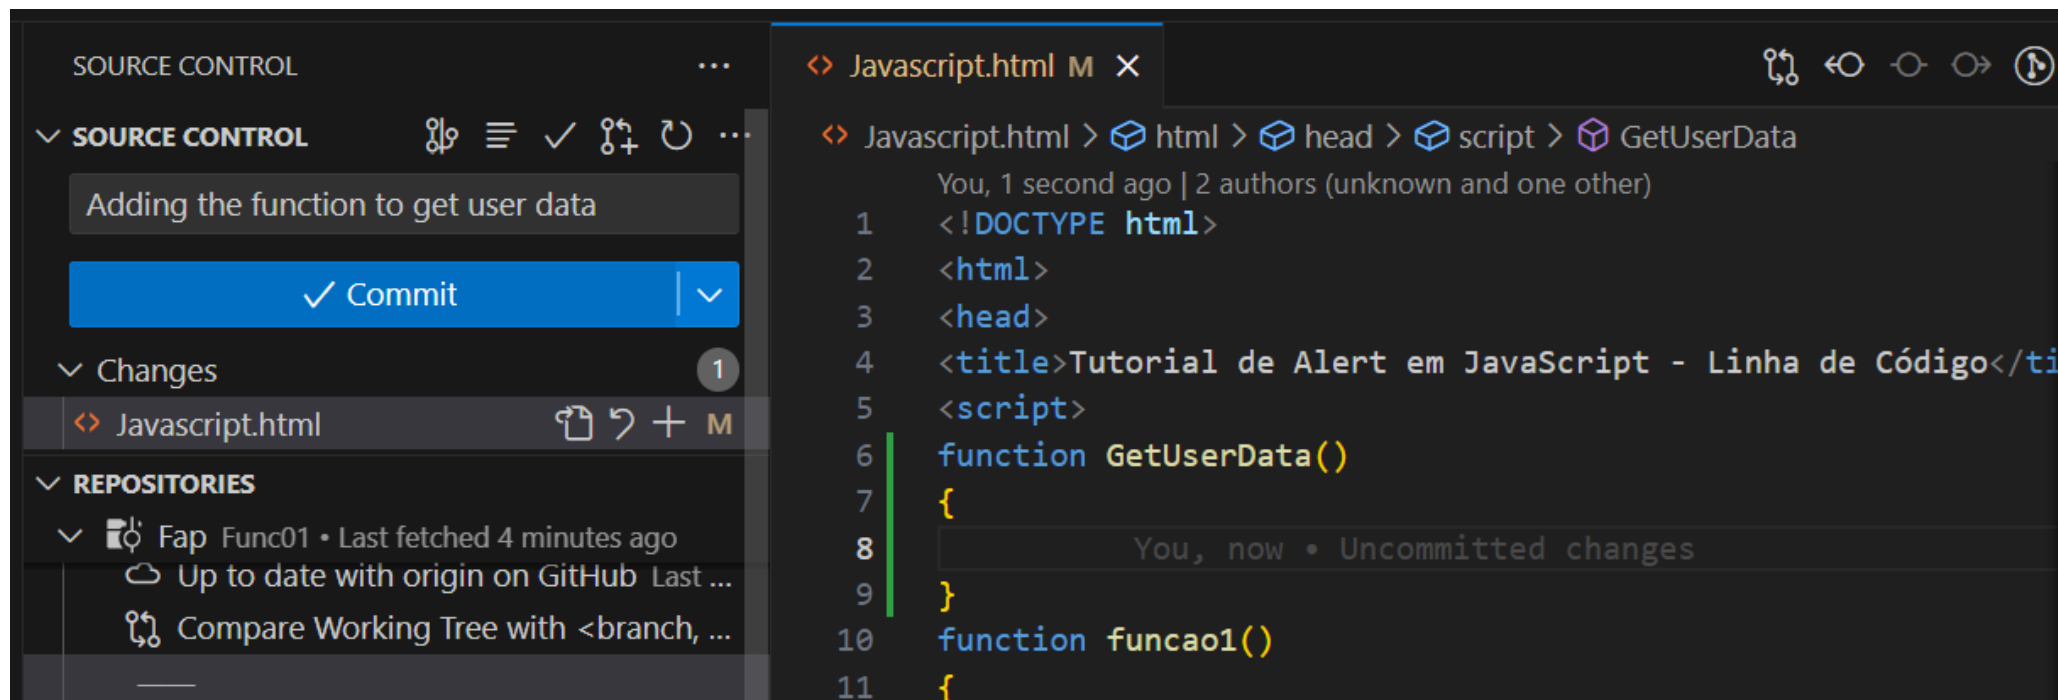 SOURCE CONTROL
SOURCE CONTROL
Adding the function to get user data
Commit
Changes 1
Javascript.html M
REPOSITORIES
Fap Func01 • Last fetched 4 minutes ago
Up to date with origin on GitHub Last ...
Compare Working Tree with <branch, ...
Javascript.html M
Javascript.html > html > head > script > GetUserData
You, 1 second ago | 2 authors (unknown and one other)
1 <!DOCTYPE html>
2 <html>
3 <head>
4 <title>Tutorial de Alert em JavaScript - Linha de Código</ti
5 <script>
6 function GetUserData()
7 {
8 You, now • Uncommitted changes
9 }
10 function funcao1()
11 {